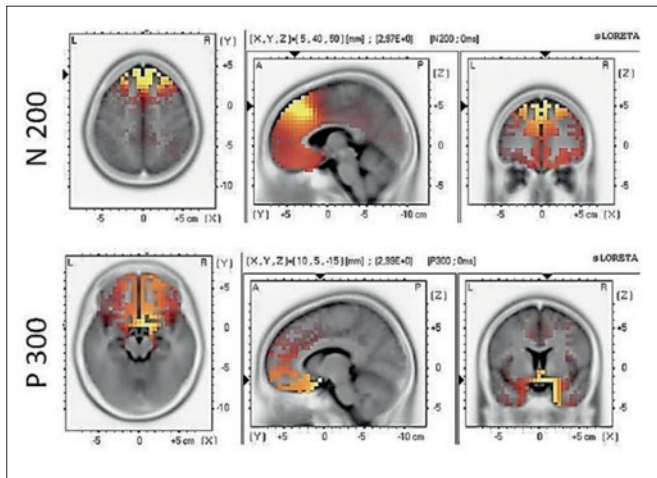 N 200
L R (Y)
+5
0
-5
-10
-5 0 +5 cm (X)
(X,Y,Z)=(5,40,50)[mm] ; (2,97E+0) [N200;0ms] sLORETA
A P (Z)
+5
0
-5
(Y) +5 0 -5 -10 cm
L R (Z)
+5
0
-5
-5 0 +5 cm (X)
P 300
L R (Y)
+5
0
-5
-10
-5 0 +5 cm (X)
(X,Y,Z)=(10,5,-15)[mm] ; (2,99E+0) [P300;0ms] sLORETA
A P (Z)
+5
0
-5
(Y) +5 0 -5 -10 cm
L R (Z)
+5
0
-5
-5 0 +5 cm (X)